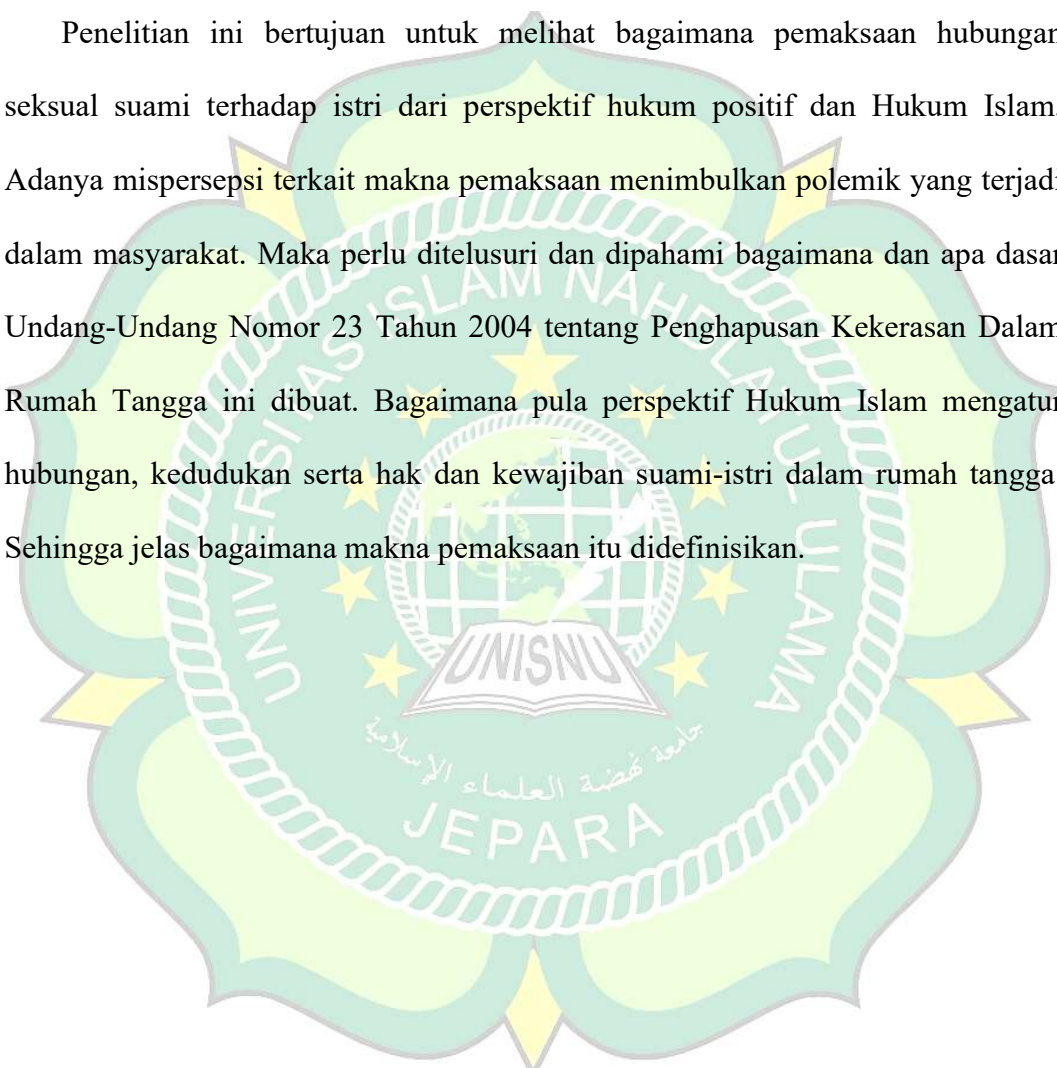 Penelitian ini bertujuan untuk melihat bagaimana pemaksaan hubungan
seksual suami terhadap istri dari perspektif hukum positif dan Hukum Islam.
Adanya mispersepsi terkait makna pemaksaan menimbulkan polemik yang terjadi
dalam masyarakat. Maka perlu ditelusuri dan dipahami bagaimana dan apa dasar
Undang-Undang Nomor 23 Tahun 2004 tentang Penghapusan Kekerasan Dalam
Rumah Tangga ini dibuat. Bagaimana pula perspektif Hukum Islam mengatur
hubungan, kedudukan serta hak dan kewajiban suami-istri dalam rumah tangga.
Sehingga jelas bagaimana makna pemaksaan itu didefinisikan.
UNIVERSITAS ISLAM NAHDLATUL ULAMA
UNISNU
جامعة نهضة العلماء الإسلامية
JEPARA